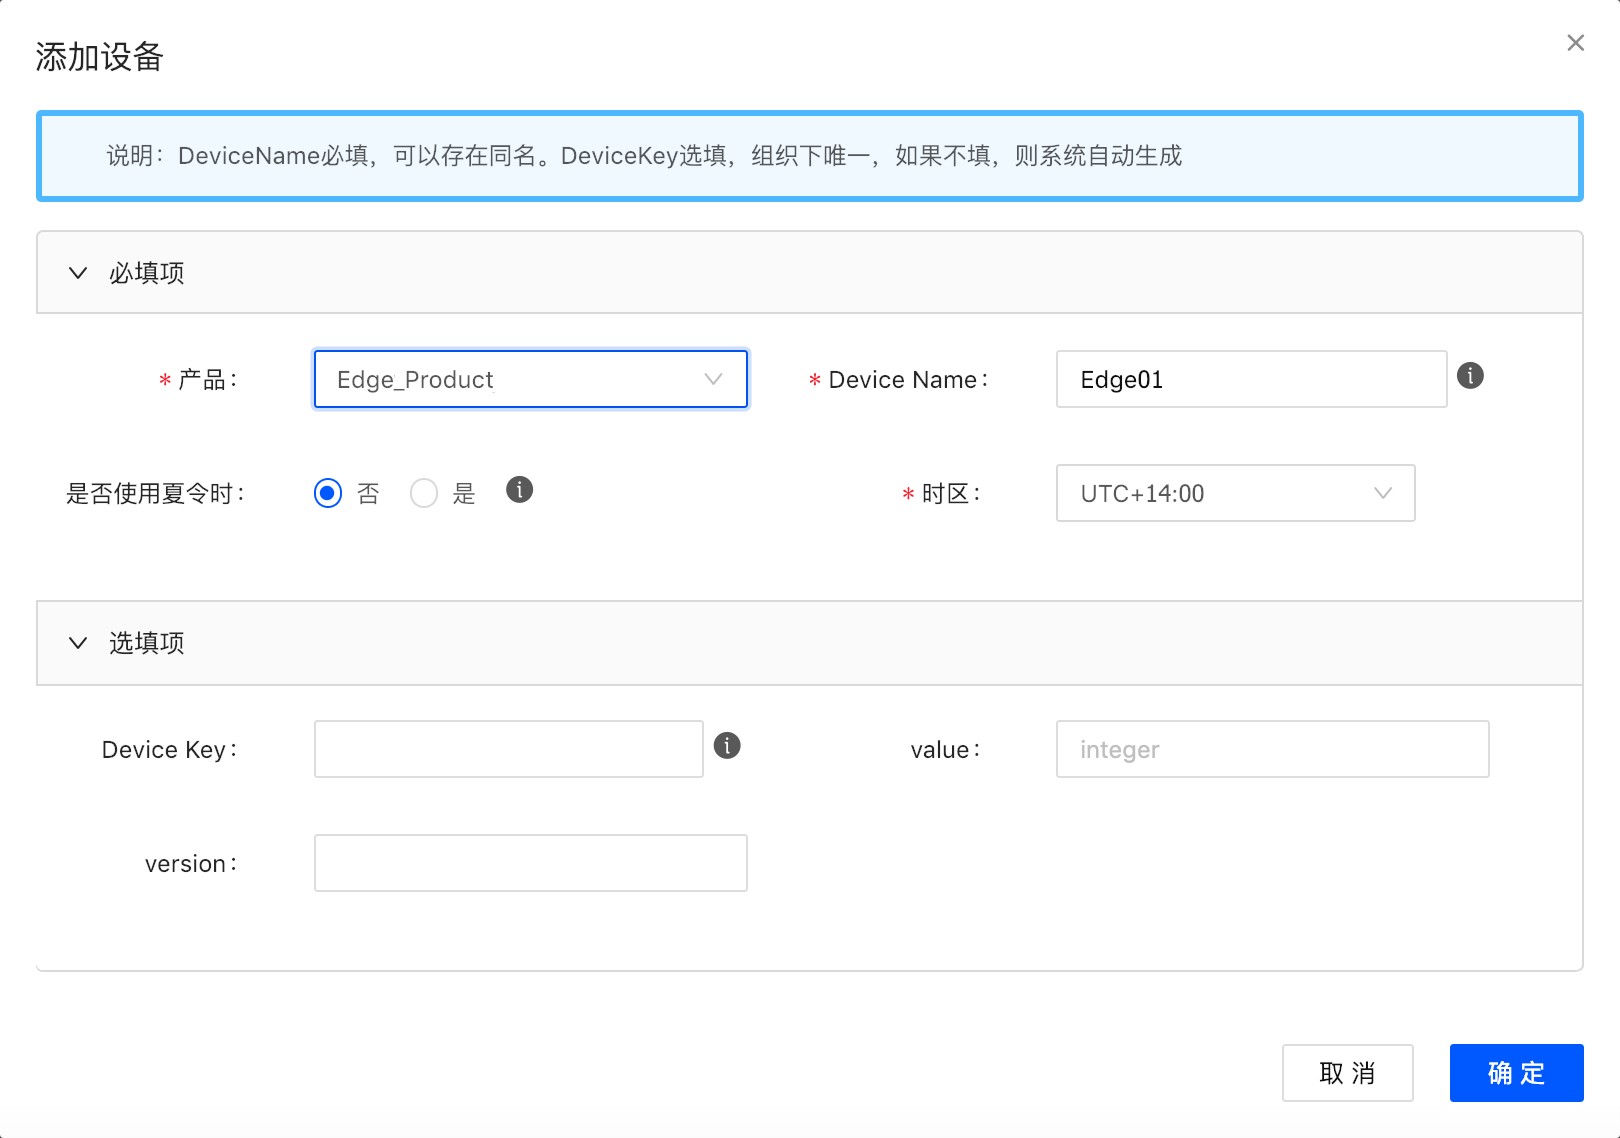 添加设备
说明：DeviceName必填，可以存在同名。DeviceKey选填，组织下唯一，如果不填，则系统自动生成
必填项
* 产品： Edge_Product * Device Name： Edge01
是否使用夏令时： 否 是 * 时区： UTC+14:00
选填项
Device Key： value： integer
version：
取 消 确 定